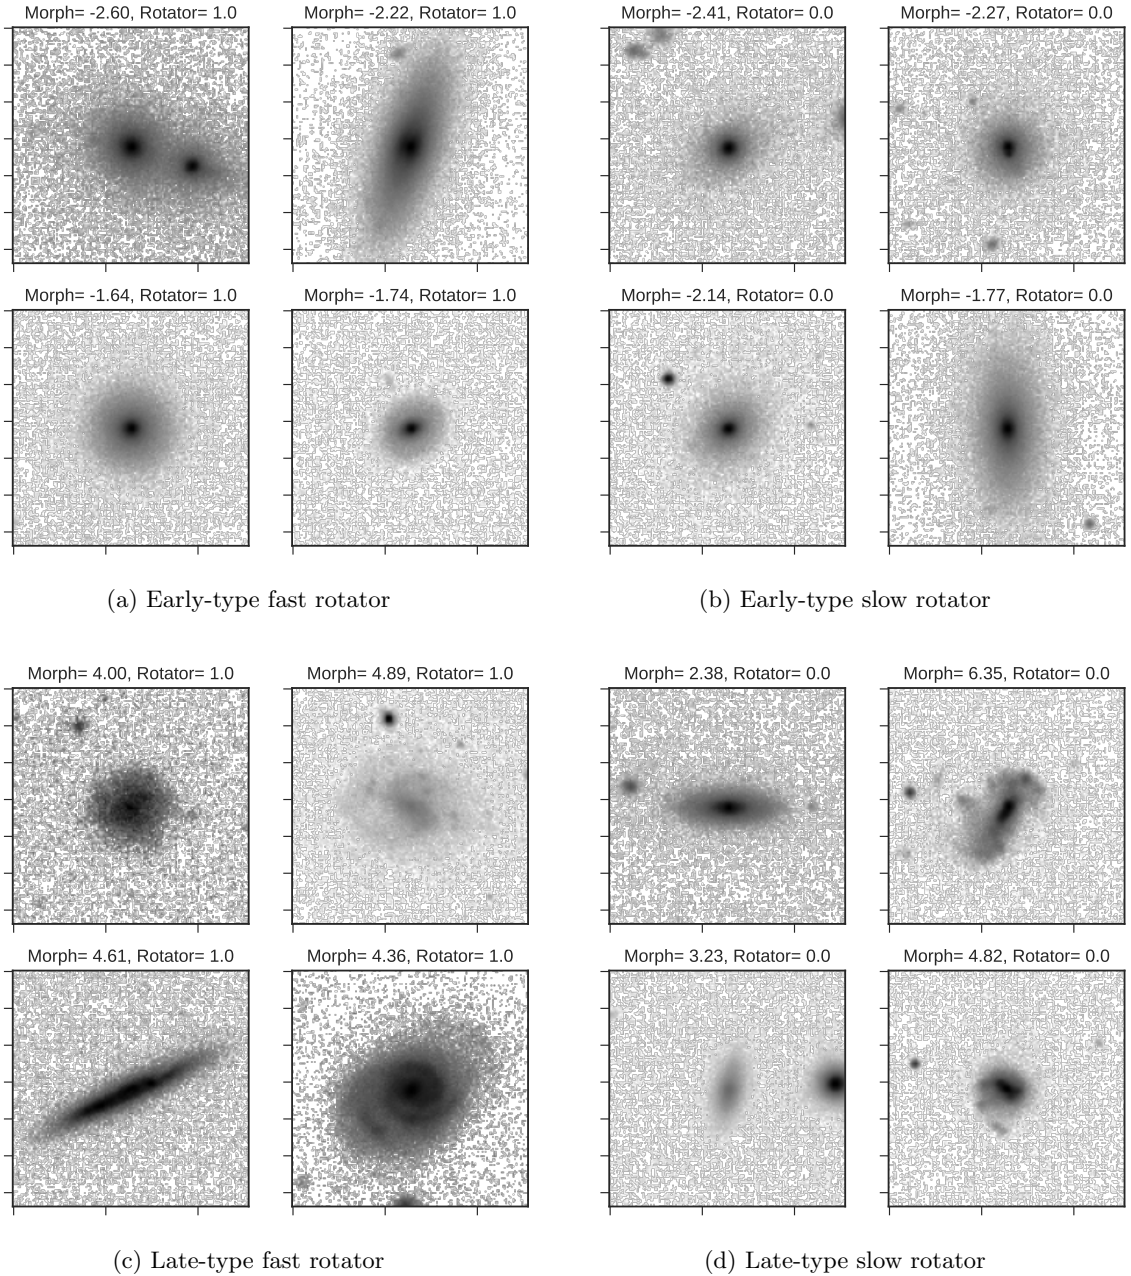 Morph= -2.60, Rotator= 1.0
Morph= -2.22, Rotator= 1.0
Morph= -1.64, Rotator= 1.0
Morph= -1.74, Rotator= 1.0
(a) Early-type fast rotator
Morph= -2.41, Rotator= 0.0
Morph= -2.27, Rotator= 0.0
Morph= -2.14, Rotator= 0.0
Morph= -1.77, Rotator= 0.0
(b) Early-type slow rotator
Morph= 4.00, Rotator= 1.0
Morph= 4.89, Rotator= 1.0
Morph= 4.61, Rotator= 1.0
Morph= 4.36, Rotator= 1.0
(c) Late-type fast rotator
Morph= 2.38, Rotator= 0.0
Morph= 6.35, Rotator= 0.0
Morph= 3.23, Rotator= 0.0
Morph= 4.82, Rotator= 0.0
(d) Late-type slow rotator